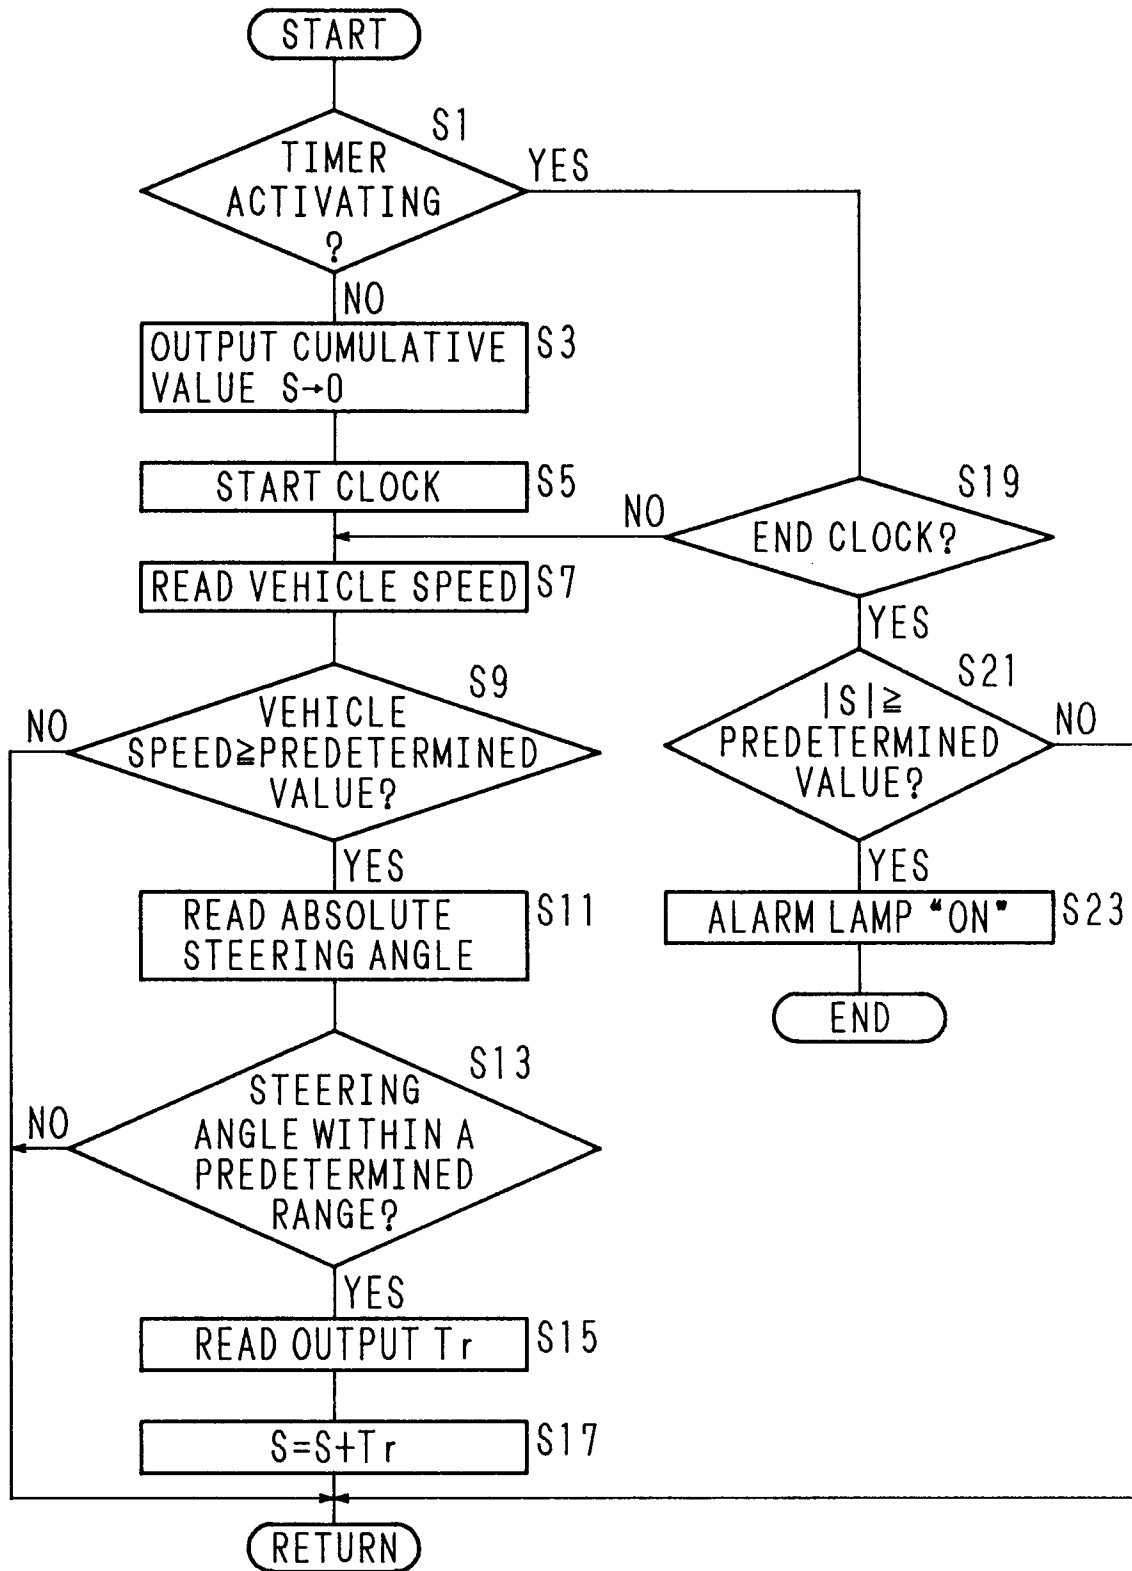 START
S1
TIMER
ACTIVATING
?
YES
NO
OUTPUT CUMULATIVE
VALUE S→0
S3
START CLOCK
S5
READ VEHICLE SPEED
S7
S9
VEHICLE
SPEED≧PREDETERMINED
VALUE?
NO
YES
READ ABSOLUTE
STEERING ANGLE
S11
S13
STEERING
ANGLE WITHIN A
PREDETERMINED
RANGE?
NO
YES
READ OUTPUT Tr
S15
S=S+Tr
S17
RETURN
S19
END CLOCK?
NO
YES
S21
|S|≧
PREDETERMINED
VALUE?
NO
YES
ALARM LAMP "ON"
S23
END